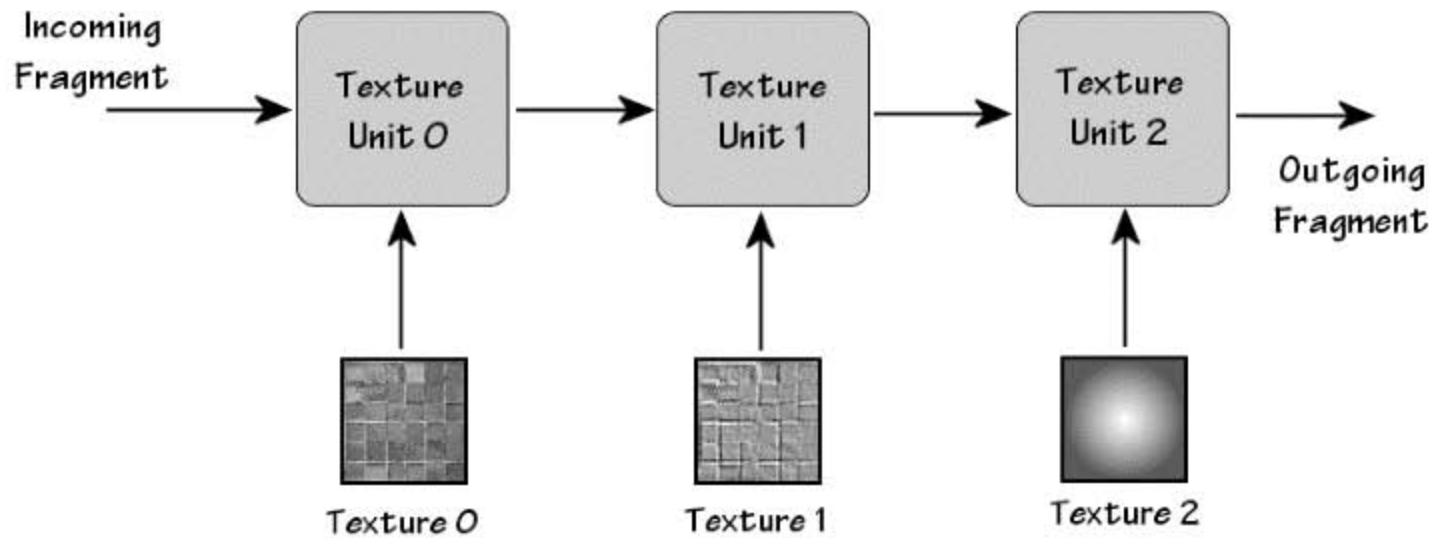 Incoming
Fragment
Texture
Unit 0
Texture
Unit 1
Texture
Unit 2
Outgoing
Fragment
Texture 0
Texture 1
Texture 2